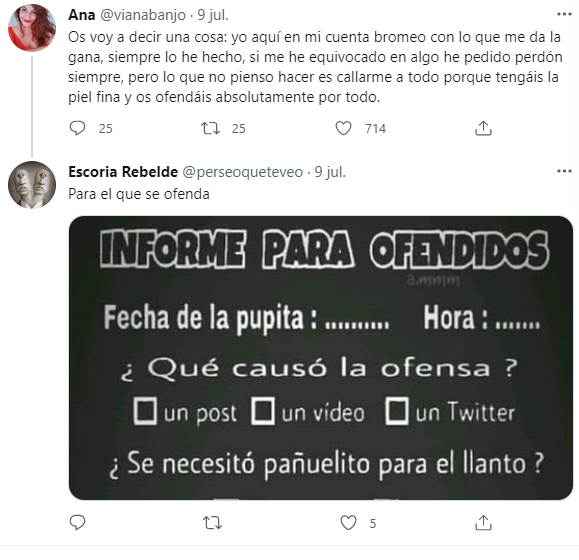 Ana @vianabanjo · 9 jul.
Os voy a decir una cosa: yo aquí en mi cuenta bromeo con lo que me da la
gana, siempre lo he hecho, si me he equivocado en algo he pedido perdón
siempre, pero lo que no pienso hacer es callarme a todo porque tengáis la
piel fina y os ofendáis absolutamente por todo.
25 25 714
Escoria Rebelde @perseoqueteveo · 9 jul.
Para el que se ofenda
INFORME PARA OFENDIDOS
a.mmm
Fecha de la pupita : .......... Hora : .......
¿ Qué causó la ofensa ?
un post un vídeo un Twitter
¿ Se necesitó pañuelito para el llanto ?
5